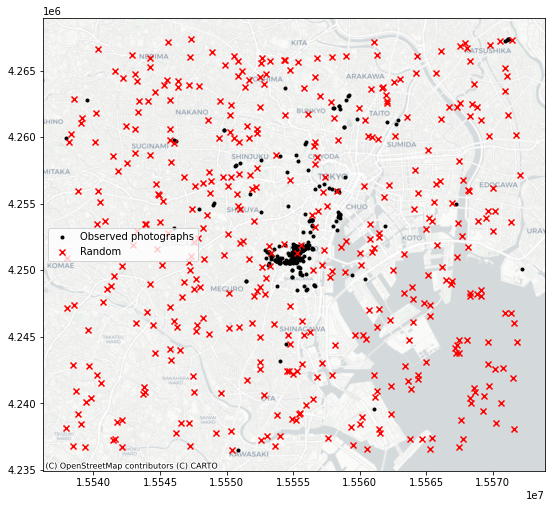 1e6
4.265
4.260
4.255
4.250
4.245
4.240
4.235
KITA
NERIMA
KATSUSHIKA
ARAKAWA
NAKANO
BUNKYO
TAITO
SUGINAMI
SUMIDA
SHINJUKU
CHIYODA
MITAKA
TOKYO
EDOGAWA
CHUO
SHIBUYA
KOTO
Observed photographs
Random
KOMAE
MEGURO
SHINAGAWA
OTA
KAWASAKI
(C) OpenStreetMap contributors (C) CARTO
1.5540 1.5545 1.5550 1.5555 1.5560 1.5565 1.5570
1e7